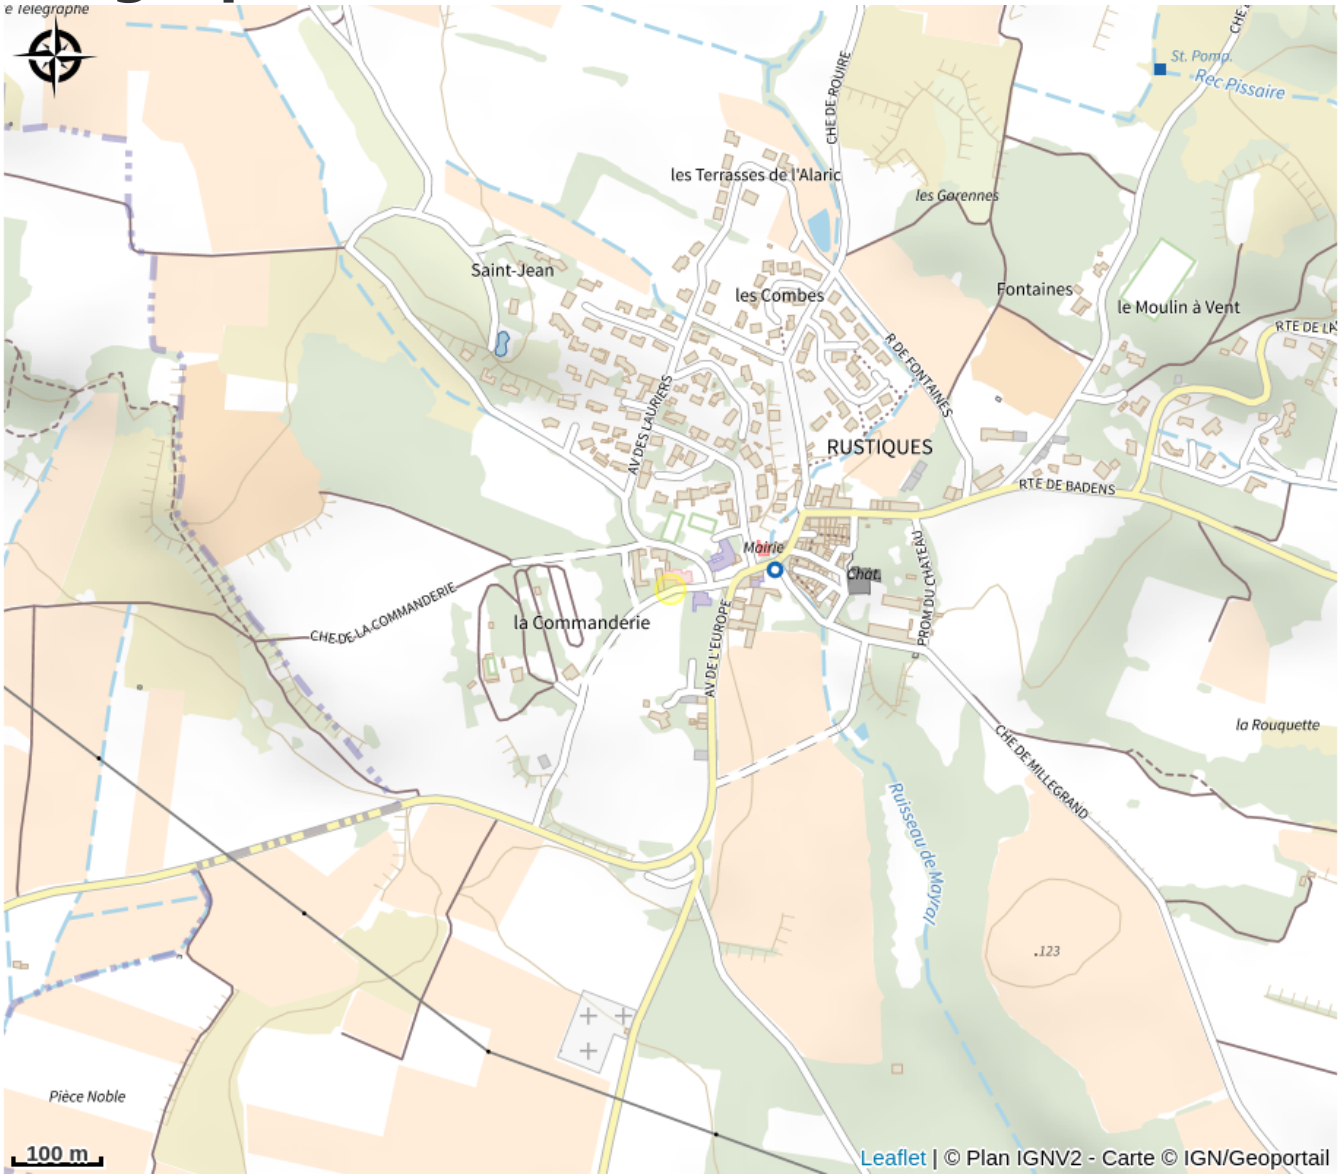 e Télégraphe
CHE
St. Pomp.
Rec Pissaire
CHE DE ROUIRE
les Terrasses de l'Alaric
les Garennes
Saint-Jean
les Combes
Fontaines
le Moulin à Vent
RTE DE LA
R DE FONTAINES
AV DES LAURIERS
RUSTIQUES
RTE DE BADENS
Mairie
Chat.
PROM DU CHATEAU
CHE DE LA COMMANDERIE
la Commanderie
AV DE L'EUROPE
la Rouquette
CHE DE MILLEGRAND
Ruisseau de Mayral
.123
Pièce Noble
100 m
Leaflet | © Plan IGNV2 - Carte © IGN/Geoportail